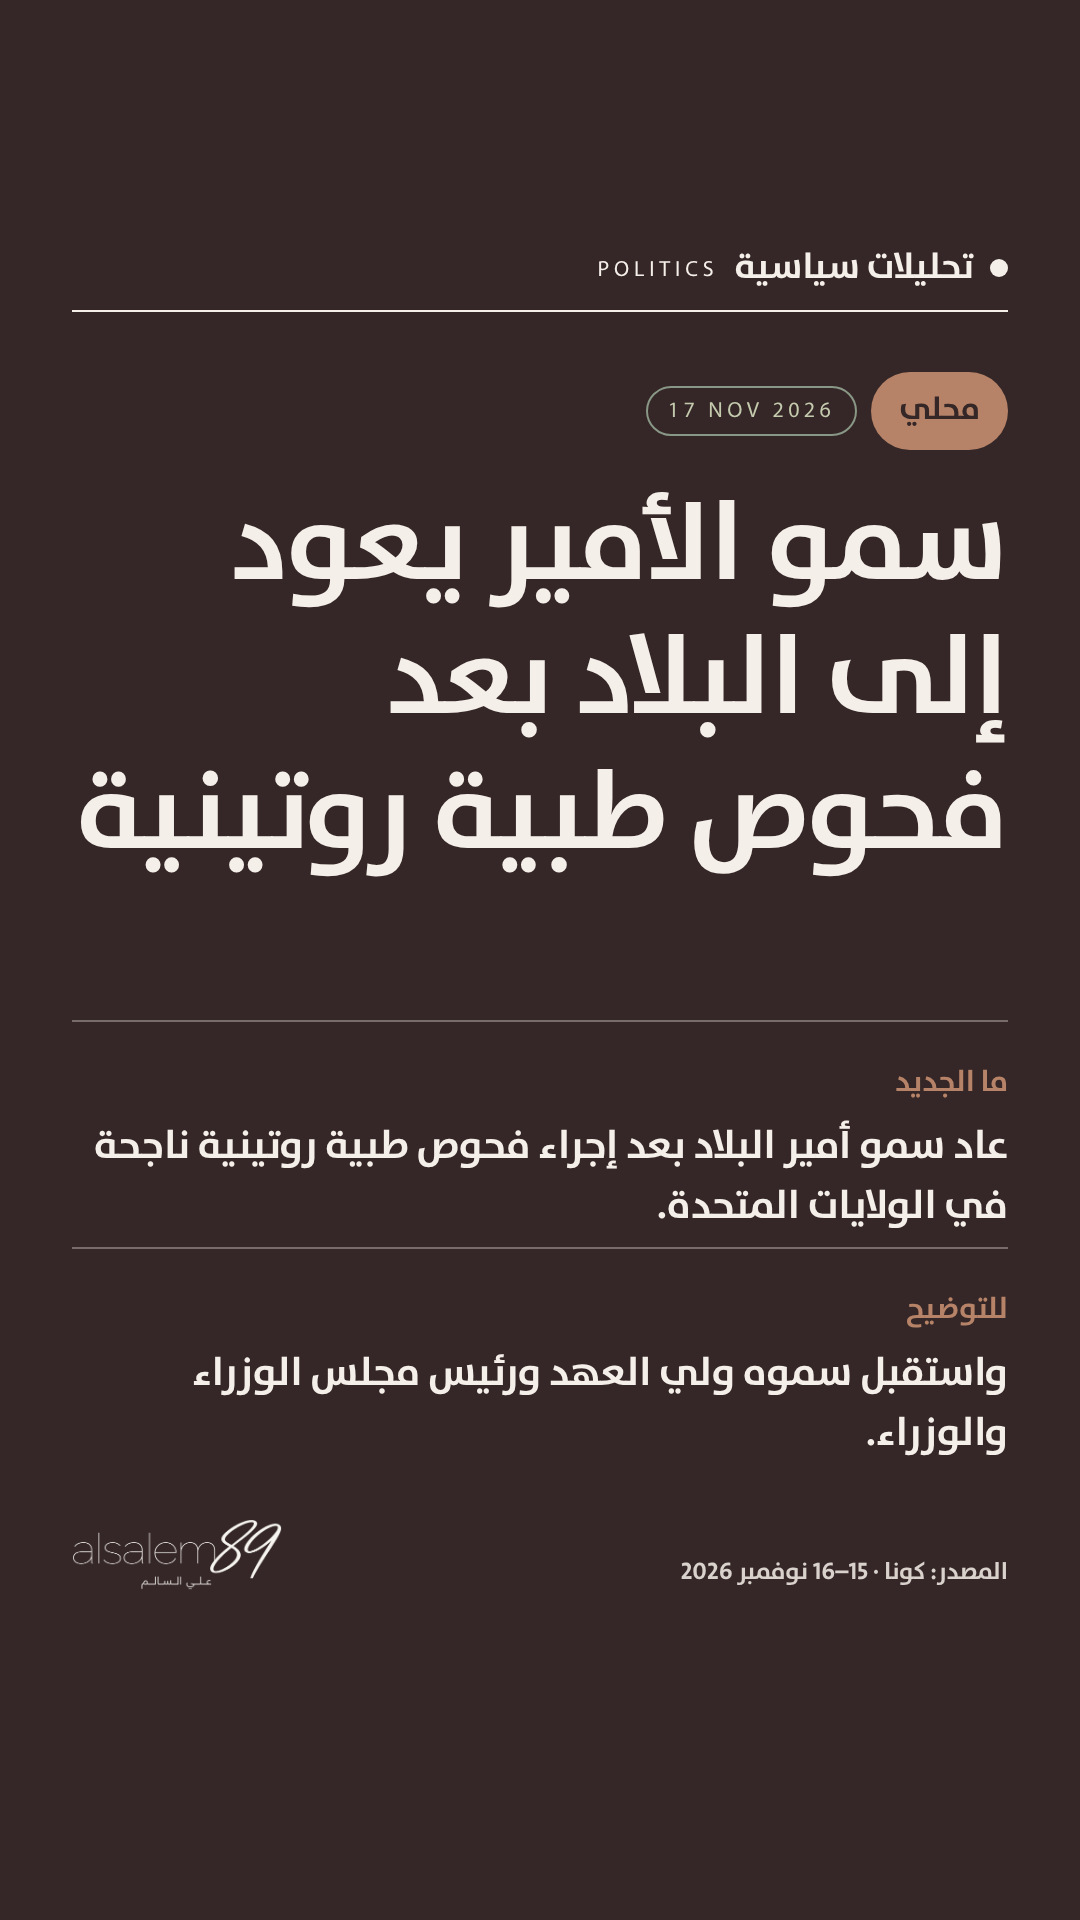 تحليلات سياسية POLITICS
محلي 17 NOV 2026
سمو الأمير يعود
إلى البلاد بعد
فحوص طبية روتينية
ما الجديد
عاد سمو أمير البلاد بعد إجراء فحوص طبية روتينية ناجحة
في الولايات المتحدة.
للتوضيح
واستقبل سموه ولي العهد ورئيس مجلس الوزراء
والوزراء.
المصدر: كونا · 15–16 نوفمبر 2026
alsalem89
علي السالم